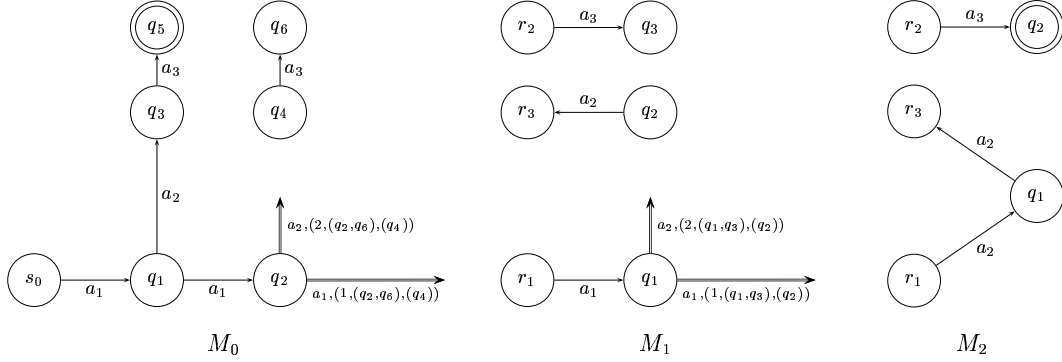 q₅ q₆ r₂ a₃ q₃ r₂ a₃ q₂
a₃ a₃
q₃ q₄ r₃ a₂ q₂ r₃
a₂
a₂ q₁
a₂,(2,(q₂,q₆),(q₄)) a₂,(2,(q₁,q₃),(q₂))
a₂
s₀ a₁ q₁ a₁ q₂ r₁ a₁ q₁ r₁
a₁,(1,(q₂,q₆),(q₄)) a₁,(1,(q₁,q₃),(q₂))
M₀ M₁ M₂